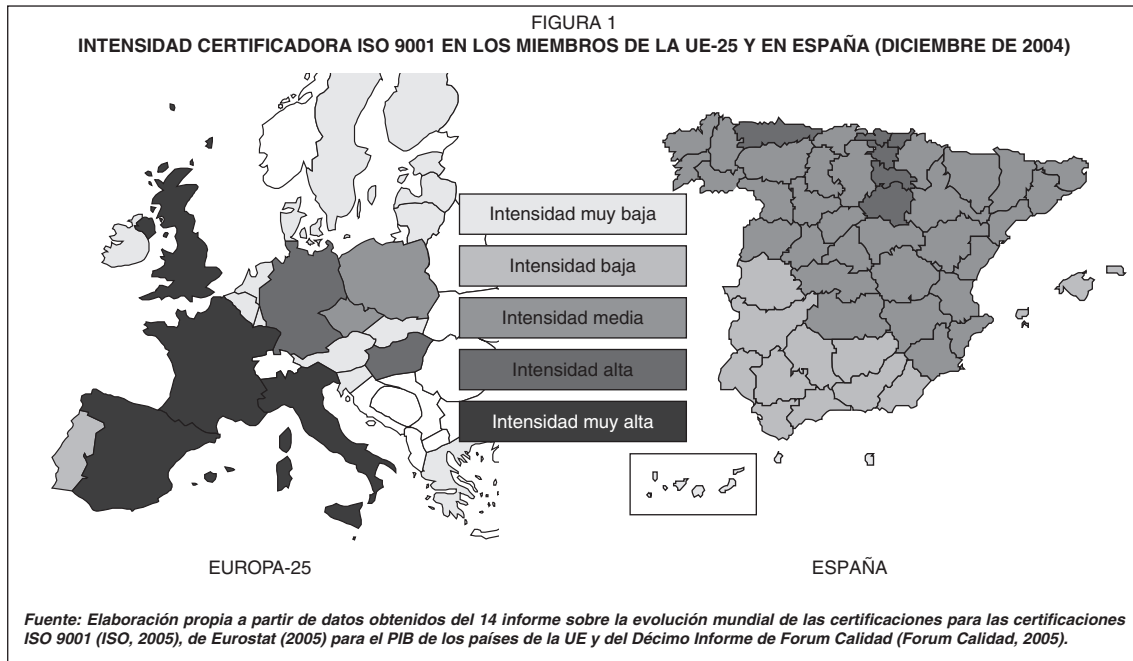 FIGURA 1
INTENSIDAD CERTIFICADORA ISO 9001 EN LOS MIEMBROS DE LA UE-25 Y EN ESPAÑA (DICIEMBRE DE 2004)
Intensidad muy baja
Intensidad baja
Intensidad media
Intensidad alta
Intensidad muy alta
EUROPA-25
ESPAÑA
Fuente: Elaboración propia a partir de datos obtenidos del 14 informe sobre la evolución mundial de las certificaciones para las certificaciones
ISO 9001 (ISO, 2005), de Eurostat (2005) para el PIB de los países de la UE y del Décimo Informe de Forum Calidad (Forum Calidad, 2005).